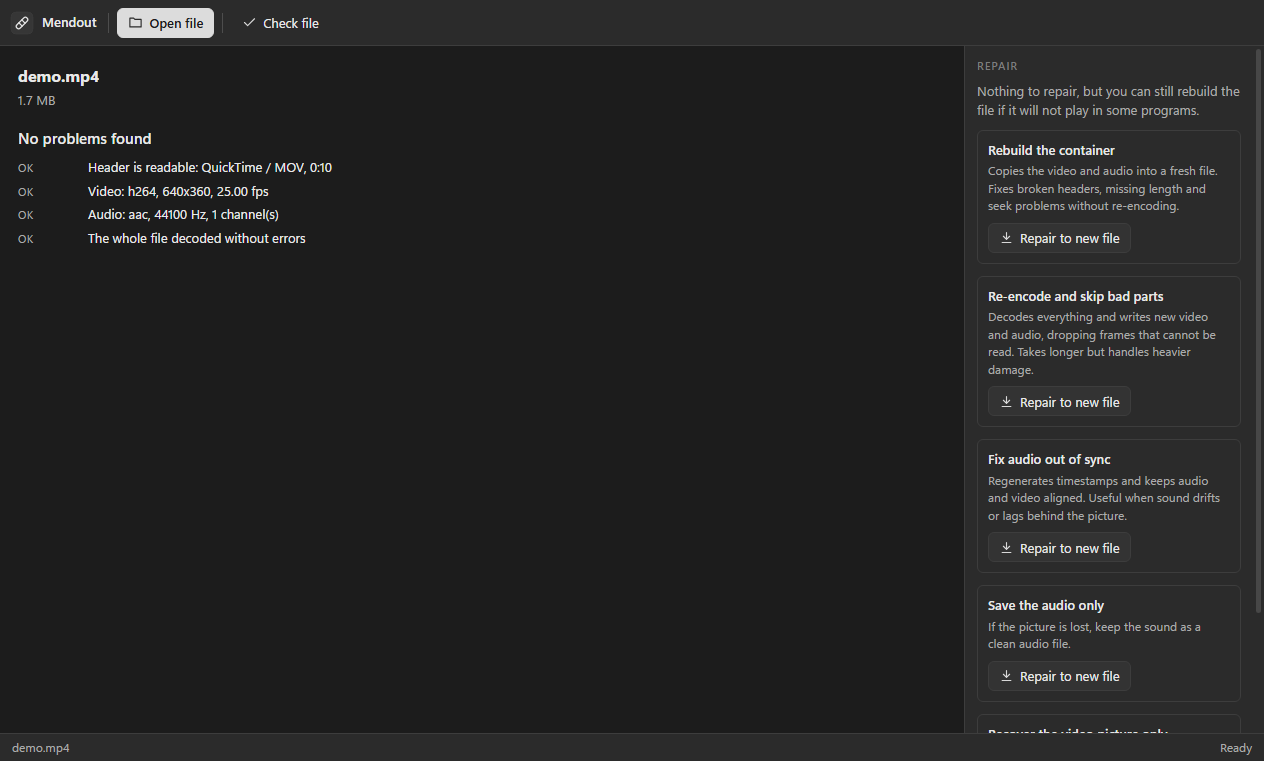 Mendout
Open file
Check file
demo.mp4
1.7 MB
No problems found
OK Header is readable: QuickTime / MOV, 0:10
OK Video: h264, 640x360, 25.00 fps
OK Audio: aac, 44100 Hz, 1 channel(s)
OK The whole file decoded without errors
REPAIR
Nothing to repair, but you can still rebuild the
file if it will not play in some programs.
Rebuild the container
Copies the video and audio into a fresh file.
Fixes broken headers, missing length and
seek problems without re-encoding.
Repair to new file
Re-encode and skip bad parts
Decodes everything and writes new video
and audio, dropping frames that cannot be
read. Takes longer but handles heavier
damage.
Repair to new file
Fix audio out of sync
Regenerates timestamps and keeps audio
and video aligned. Useful when sound drifts
or lags behind the picture.
Repair to new file
Save the audio only
If the picture is lost, keep the sound as a
clean audio file.
Repair to new file
Recover the video picture only
demo.mp4
Ready